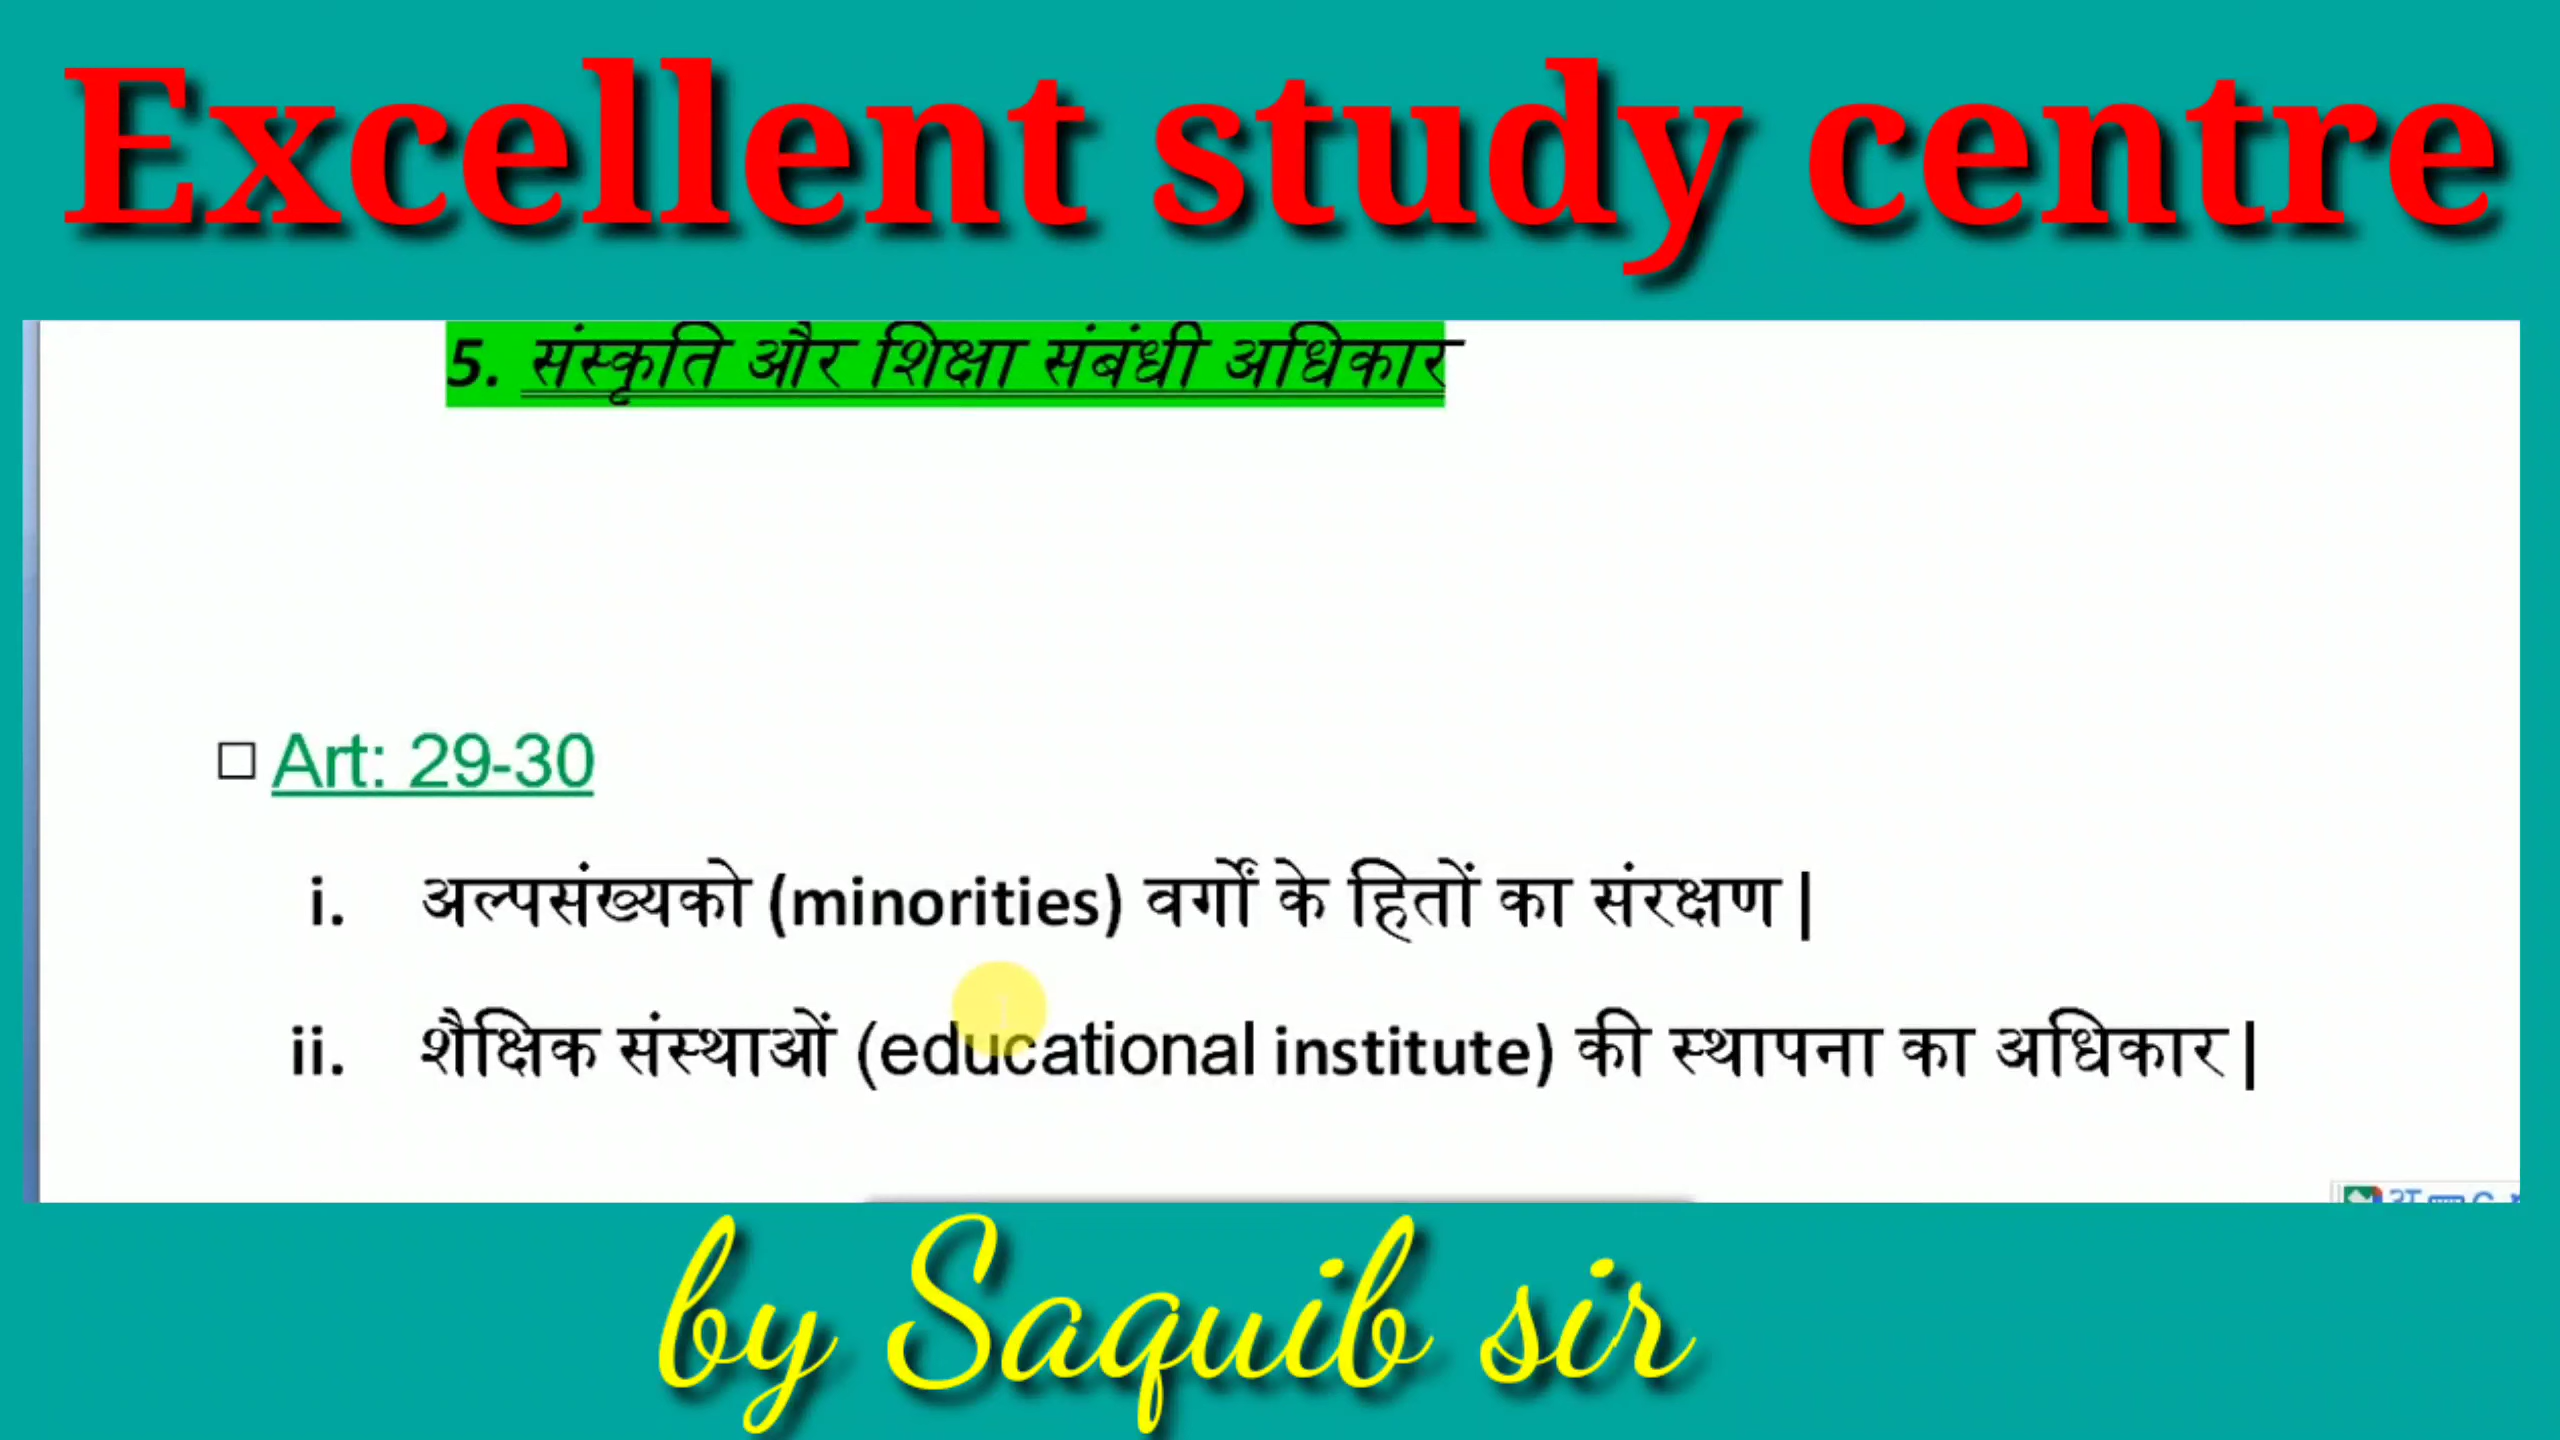 Excellent study centre
5. संस्कृति और शिक्षा संबंधी अधिकार
□ Art: 29-30
i. अल्पसंख्यको (minorities) वर्गों के हितों का संरक्षण|
ii. शैक्षिक संस्थाओं (educational institute) की स्थापना का अधिकार|
by Saquib sir